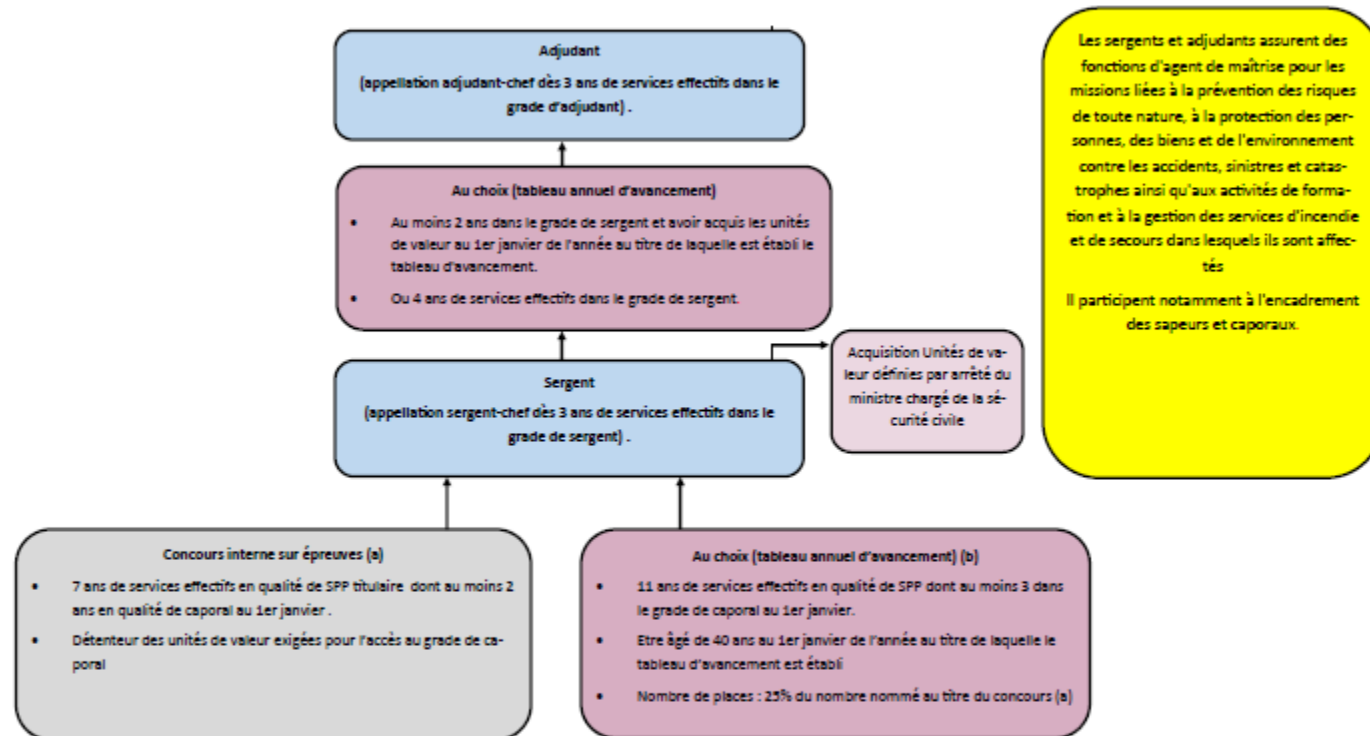 Adjudant
(appellation adjudant-chef dès 3 ans de services effectifs dans le
grade d'adjudant) .
Au choix (tableau annuel d'avancement)
• Au moins 2 ans dans le grade de sergent et avoir acquis les unités
de valeur au 1er janvier de l'année au titre de laquelle est établi le
tableau d'avancement.
• Ou 4 ans de services effectifs dans le grade de sergent.
Sergent
(appellation sergent-chef dès 3 ans de services effectifs dans le
grade de sergent) .
Acquisition Unités de va-
leur définies par arrêté du
ministre chargé de la sé-
curité civile
Les sergents et adjudants assurent des
fonctions d'agent de maîtrise pour les
missions liées à la prévention des risques
de toute nature, à la protection des per-
sonnes, des biens et de l'environnement
contre les accidents, sinistres et catas-
trophes ainsi qu'aux activités de forma-
tion et à la gestion des services d'incendie
et de secours dans lesquels ils sont affec-
tés
Il participent notamment à l'encadrement
des sapeurs et caporaux.
Concours interne sur épreuves (a)
• 7 ans de services effectifs en qualité de SPP titulaire dont au moins 2
ans en qualité de caporal au 1er janvier .
• Détenteur des unités de valeur exigées pour l'accès au grade de ca-
poral
Au choix (tableau annuel d'avancement) (b)
• 11 ans de services effectifs en qualité de SPP dont au moins 3 dans
le grade de caporal au 1er janvier.
• Etre âgé de 40 ans au 1er janvier de l'année au titre de laquelle le
tableau d'avancement est établi
• Nombre de places : 25% du nombre nommé au titre du concours (a)